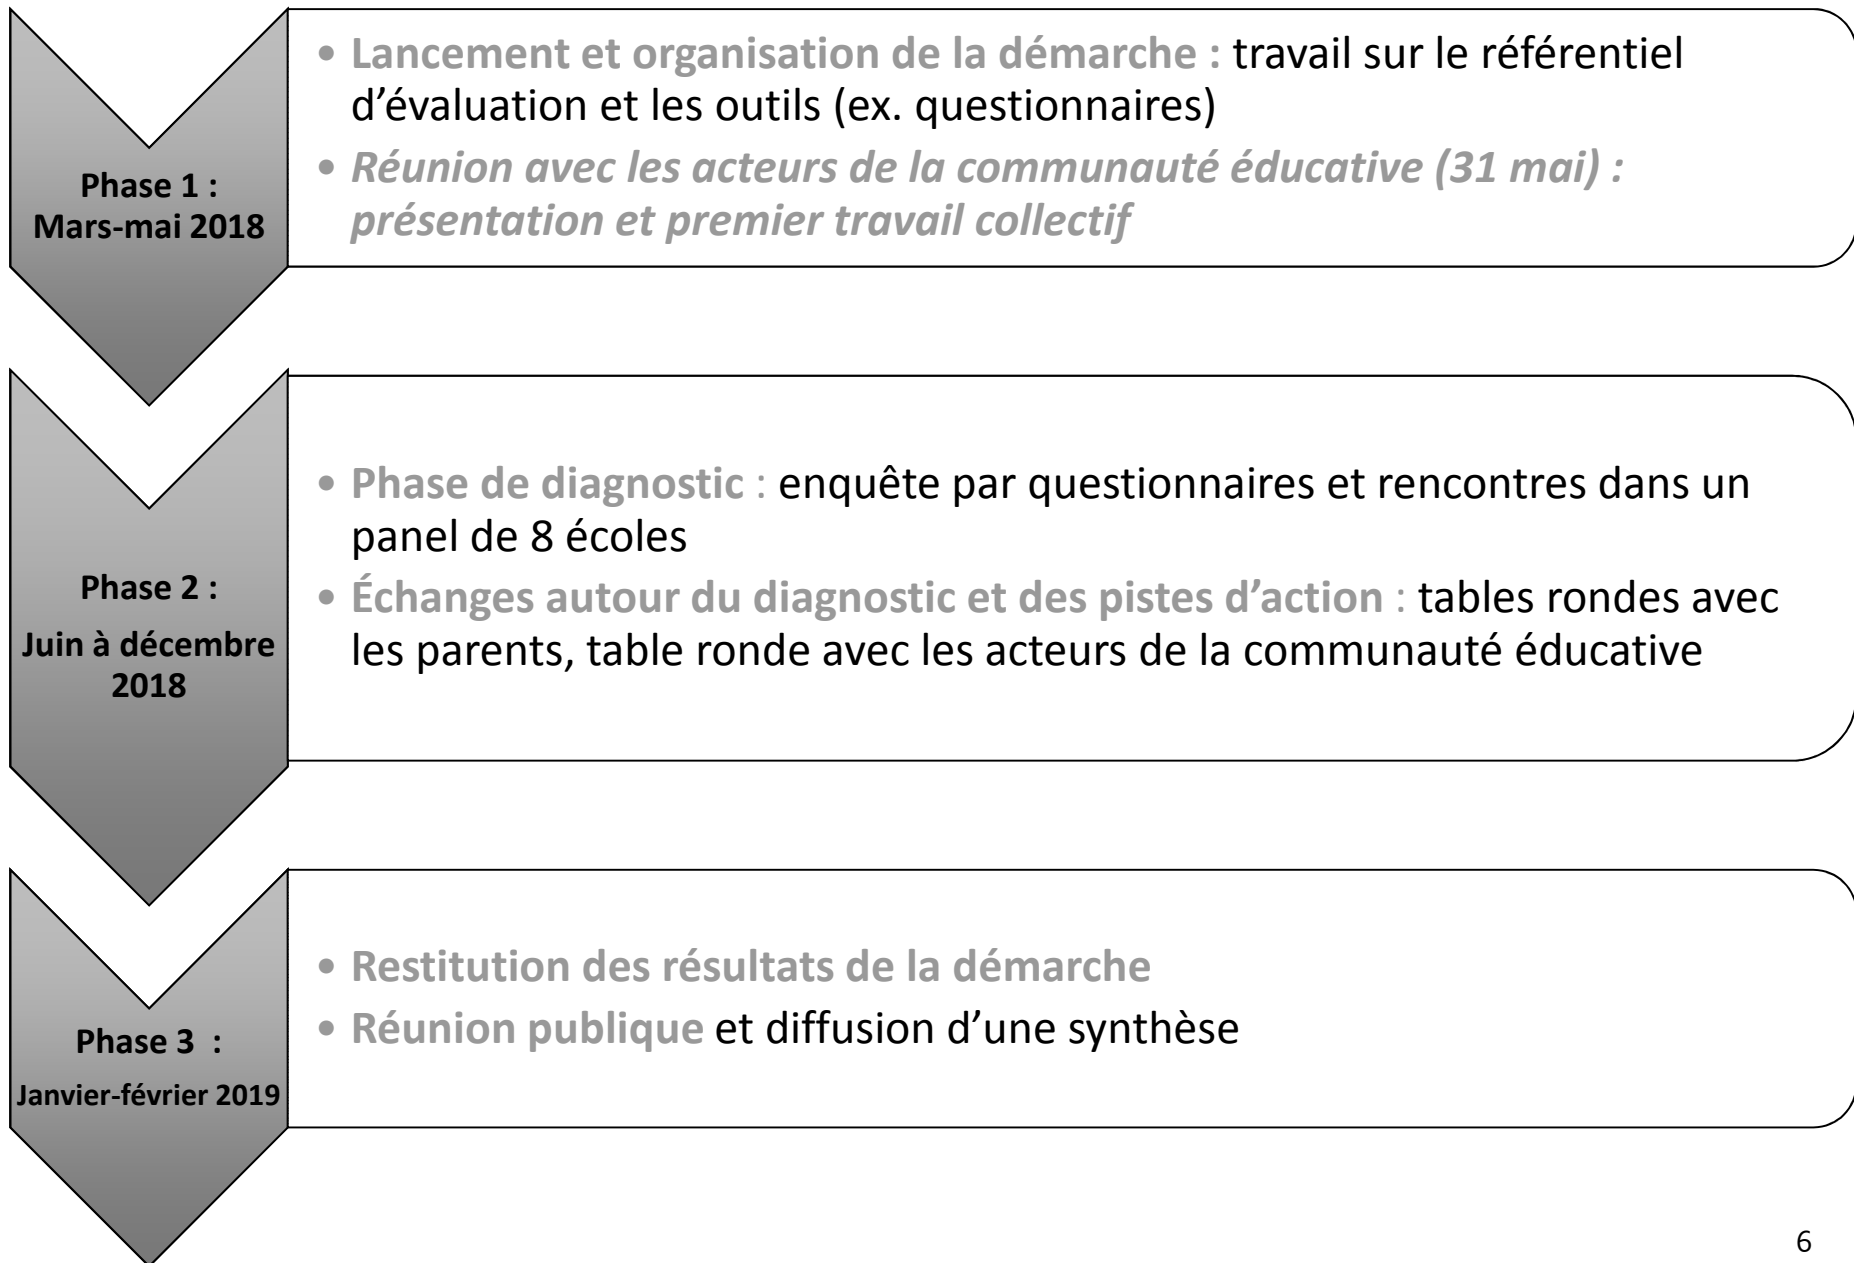 Phase 1 :
Mars-mai 2018
• Lancement et organisation de la démarche : travail sur le référentiel
d’évaluation et les outils (ex. questionnaires)
• Réunion avec les acteurs de la communauté éducative (31 mai) :
présentation et premier travail collectif
Phase 2 :
Juin à décembre
2018
• Phase de diagnostic : enquête par questionnaires et rencontres dans un
panel de 8 écoles
• Échanges autour du diagnostic et des pistes d’action : tables rondes avec
les parents, table ronde avec les acteurs de la communauté éducative
Phase 3 :
Janvier-février 2019
• Restitution des résultats de la démarche
• Réunion publique et diffusion d’une synthèse
6